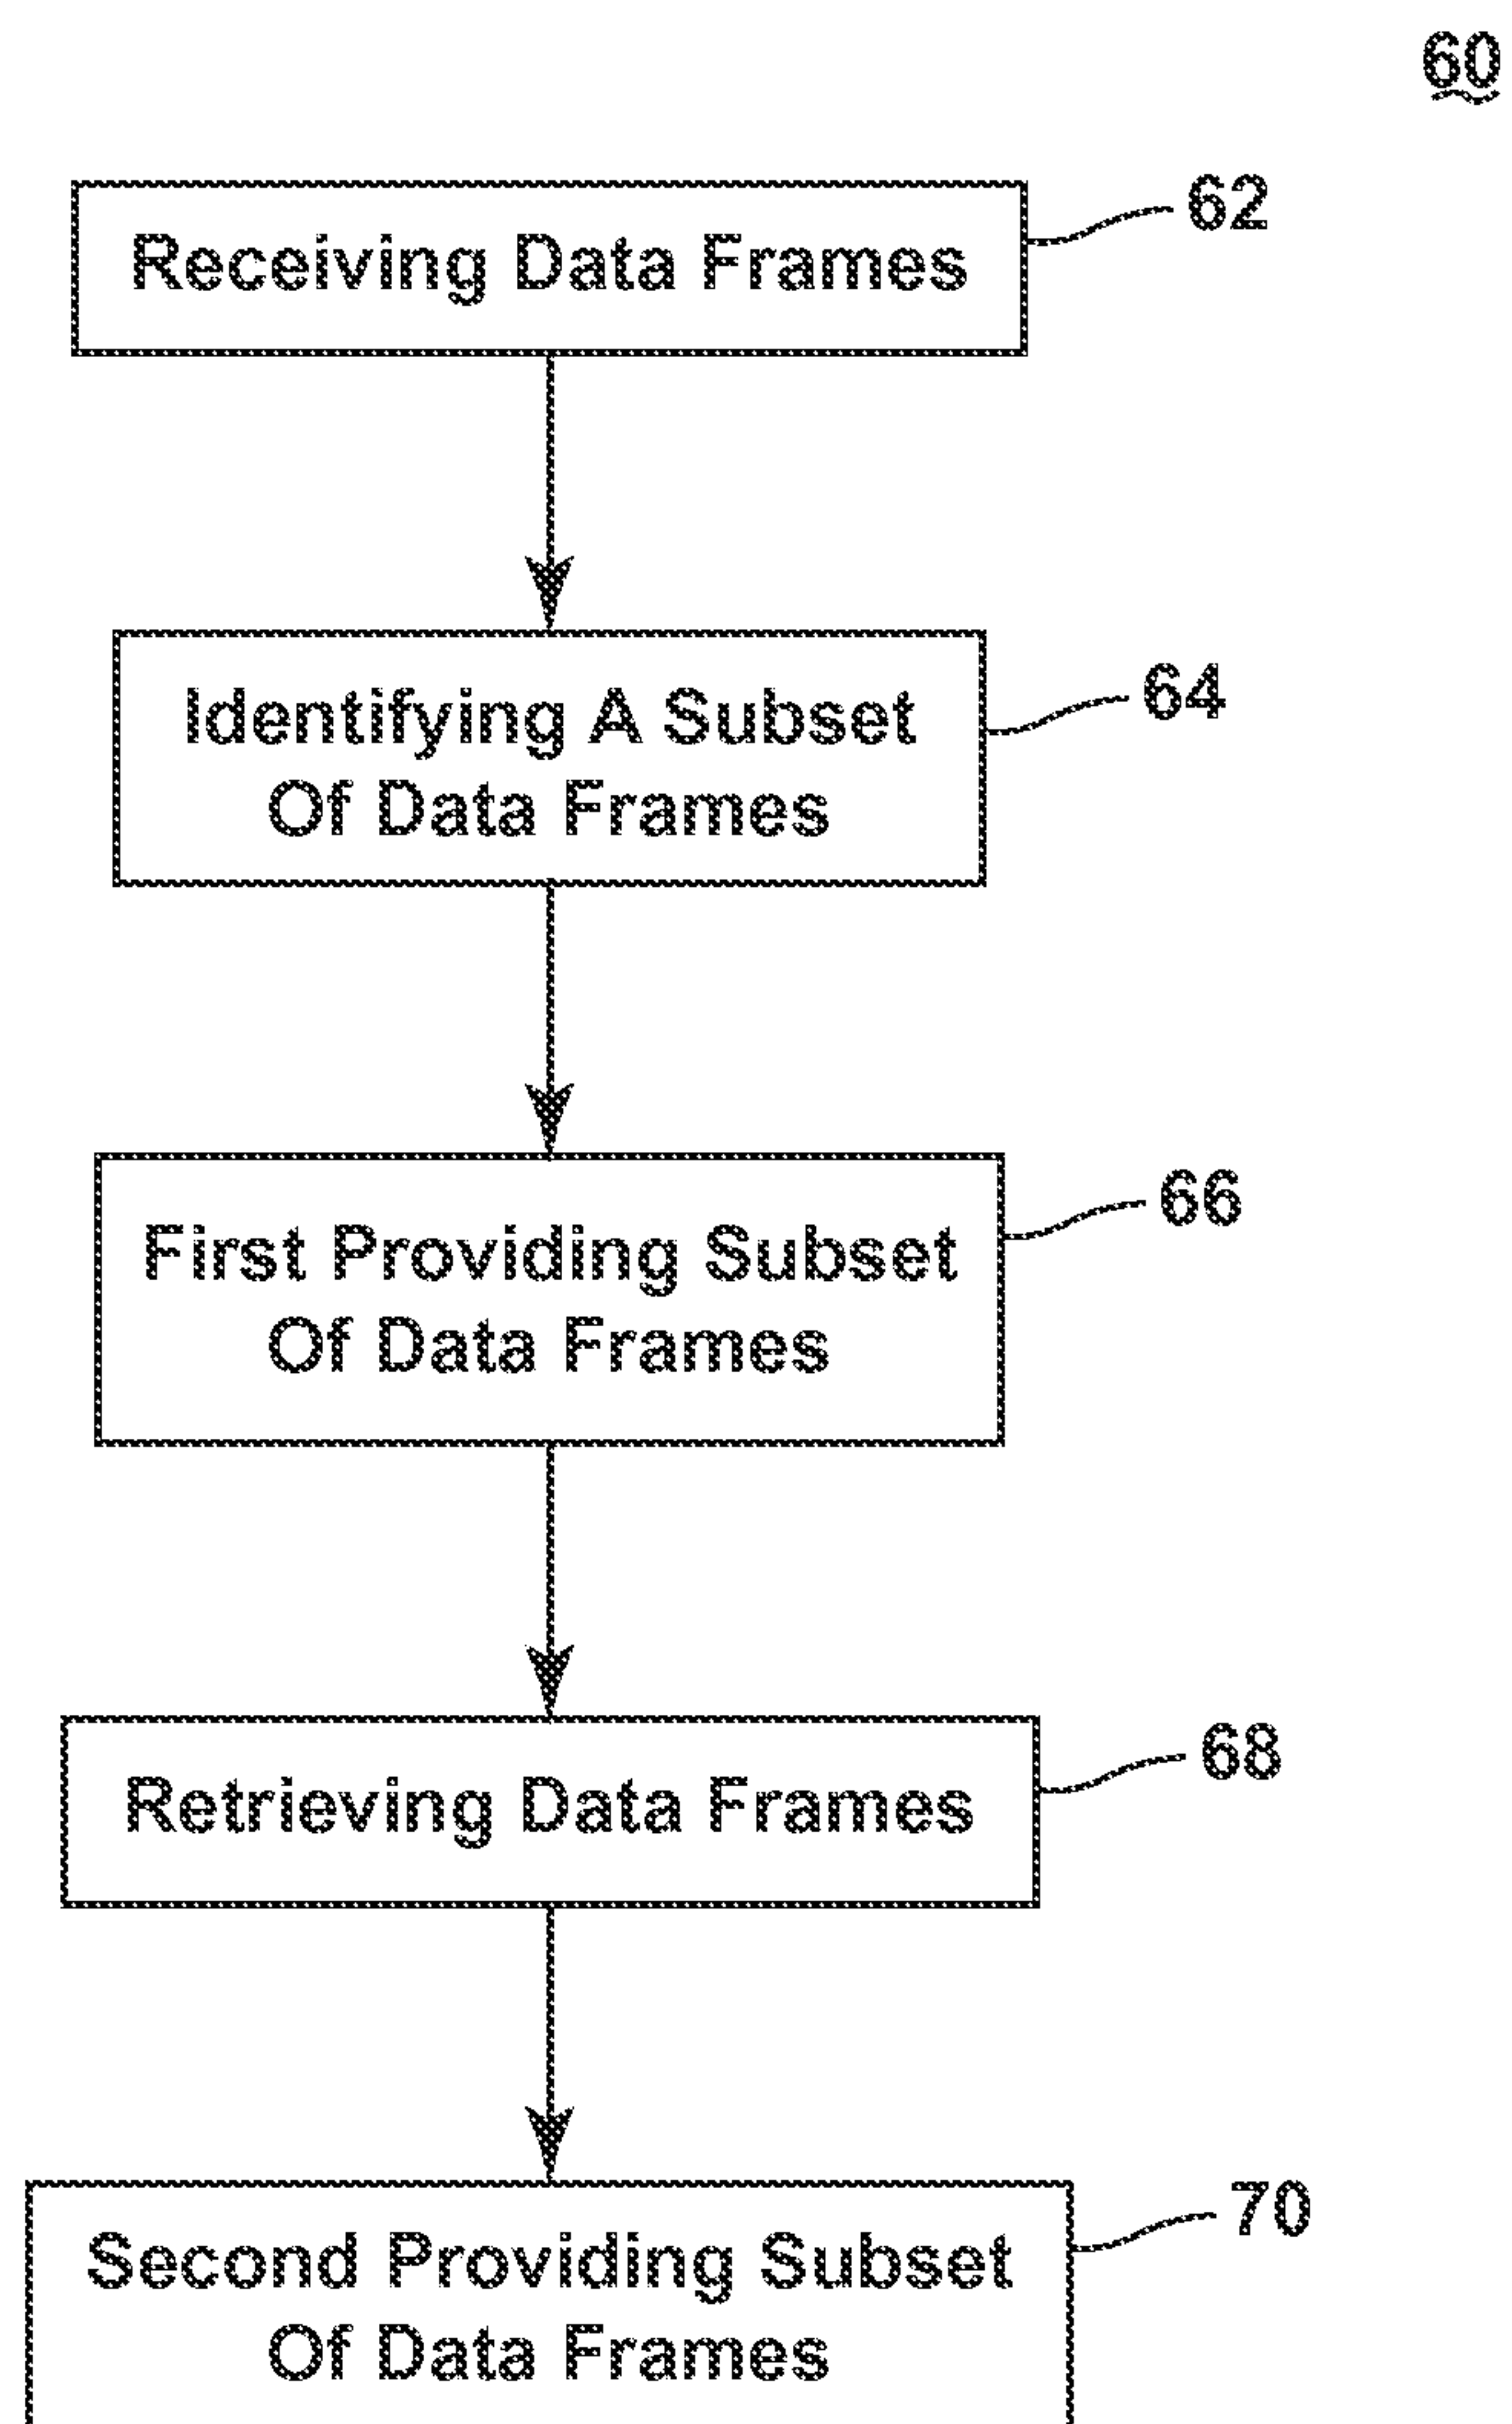 60
Receiving Data Frames
62
Identifying A Subset
Of Data Frames
64
First Providing Subset
Of Data Frames
66
Retrieving Data Frames
68
Second Providing Subset
Of Data Frames
70